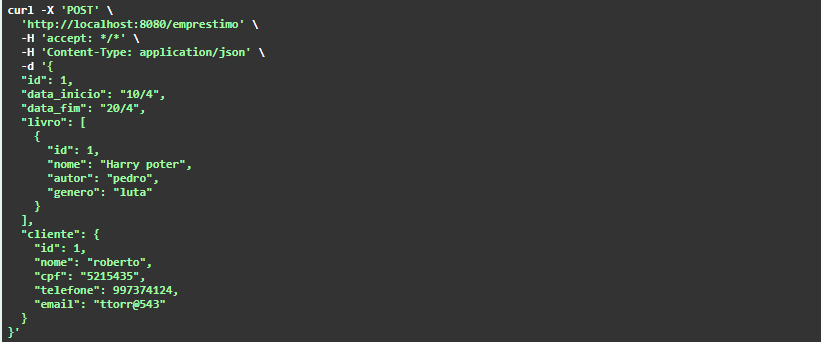 curl -X 'POST' \
  'http://localhost:8080/emprestimo' \
  -H 'accept: */*' \
  -H 'Content-Type: application/json' \
  -d '{
  "id": 1,
  "data_inicio": "10/4",
  "data_fim": "20/4",
  "livro": [
    {
      "id": 1,
      "nome": "Harry poter",
      "autor": "pedro",
      "genero": "luta"
    }
  ],
  "cliente": {
    "id": 1,
    "nome": "roberto",
    "cpf": "5215435",
    "telefone": 997374124,
    "email": "ttorr@543"
  }
}'